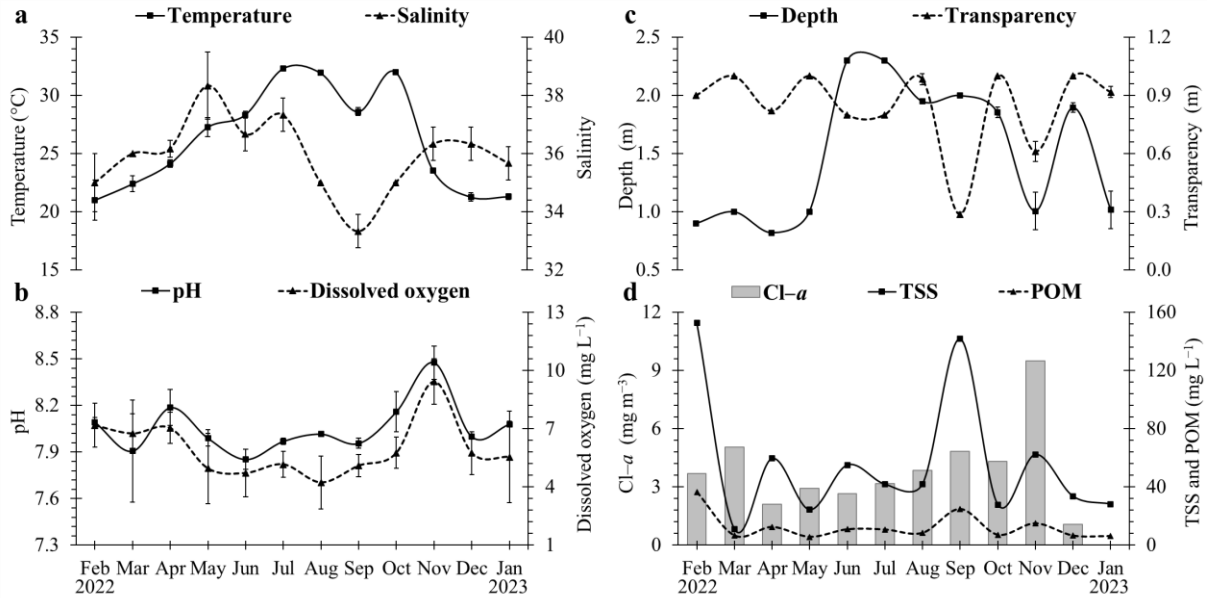 a Temperature Salinity
35 40
30 38
25 36
20 34
15 32
Temperature (°C)
Salinity
c Depth Transparency
2.5 1.2
2.0 0.9
1.5 0.6
1.0 0.3
0.5 0.0
Depth (m)
Transparency (m)
b pH Dissolved oxygen
8.8 13
8.5 10
8.2 7
7.9 4
7.6 1
7.3
pH
Dissolved oxygen (mg L⁻¹)
Feb Mar Apr May Jun Jul Aug Sep Oct Nov Dec Jan
2022 2023
d Cl–a TSS POM
12 160
9 120
6 80
3 40
0 0
Cl–a (mg m⁻³)
TSS and POM (mg L⁻¹)
Feb Mar Apr May Jun Jul Aug Sep Oct Nov Dec Jan
2022 2023